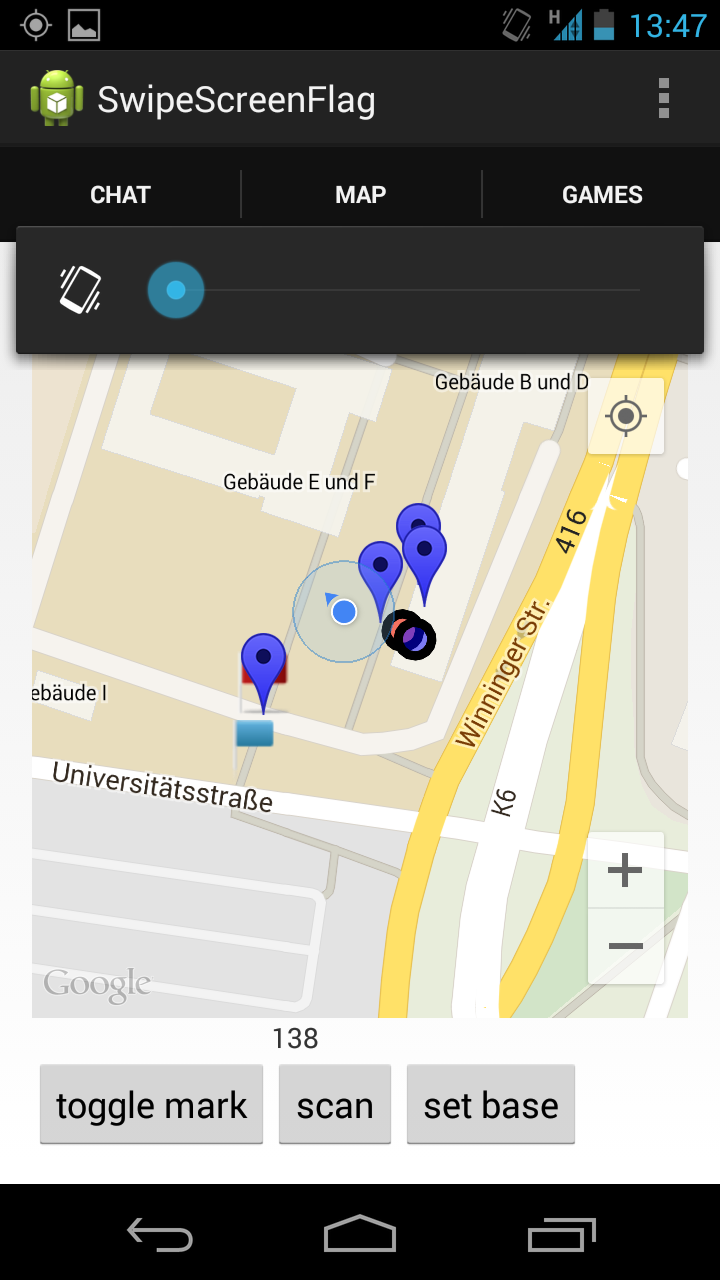 H 13:47
SwipeScreenFlag
CHAT MAP GAMES
Gebäude B und D
Gebäude E und F
416
Winninger Str.
ebäude I
Universitätsstraße
K6
Google
138
toggle mark scan set base